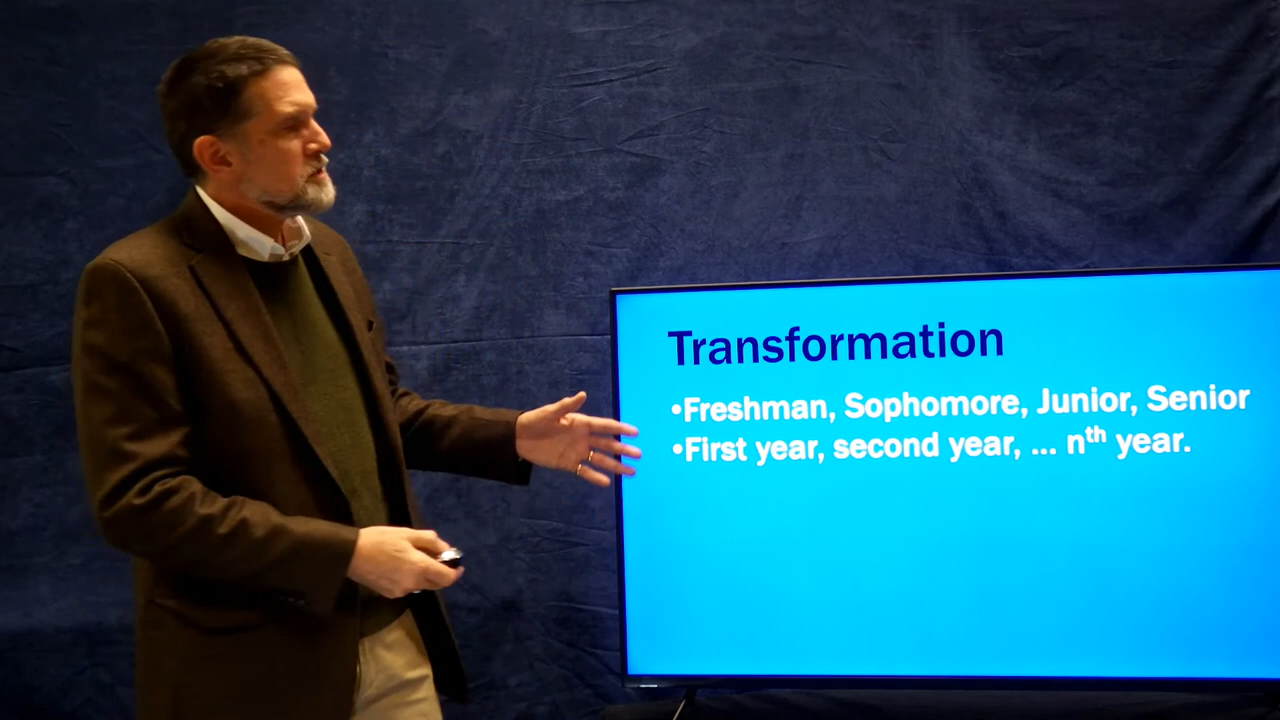 Transformation
•Freshman, Sophomore, Junior, Senior
•First year, second year, ... nth year.